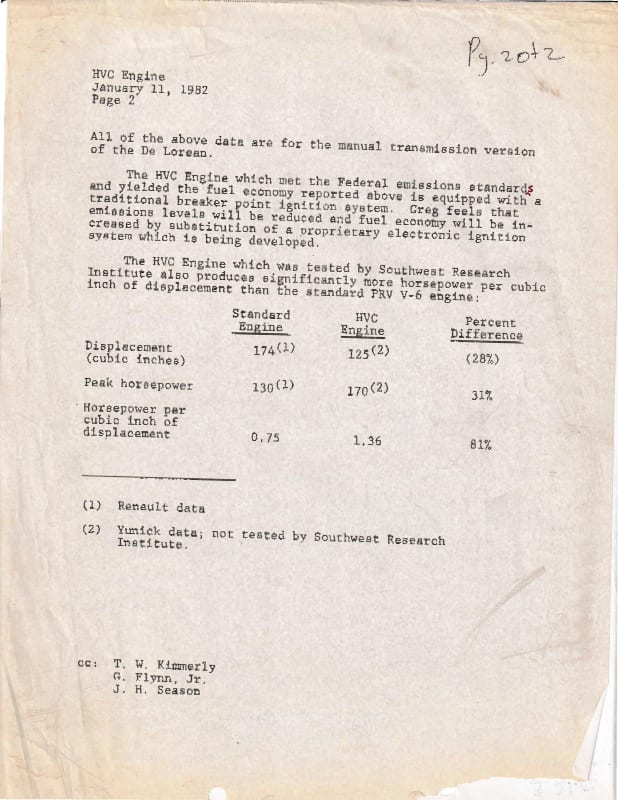 Pg. 2 of 2
HVC Engine
January 11, 1982
Page 2
All of the above data are for the manual transmission version
of the De Lorean.
The HVC Engine which met the Federal emissions standards
and yielded the fuel economy reported above is equipped with a
traditional breaker point ignition system. Greg feels that
emissions levels will be reduced and fuel economy will be in-
creased by substitution of a proprietary electronic ignition
system which is being developed.
The HVC Engine which was tested by Southwest Research
Institute also produces significantly more horsepower per cubic
inch of displacement than the standard PRV V-6 engine:
Standard HVC Percent
Engine Engine Difference
Displacement
(cubic inches) 174(1) 125(2) (28%)
Peak horsepower 130(1) 170(2) 31%
Horsepower per
cubic inch of
displacement 0.75 1.36 81%
(1) Renault data
(2) Yunick data; not tested by Southwest Research
Institute.
cc: T. W. Kimmerly
G. Flynn, Jr.
J. H. Season